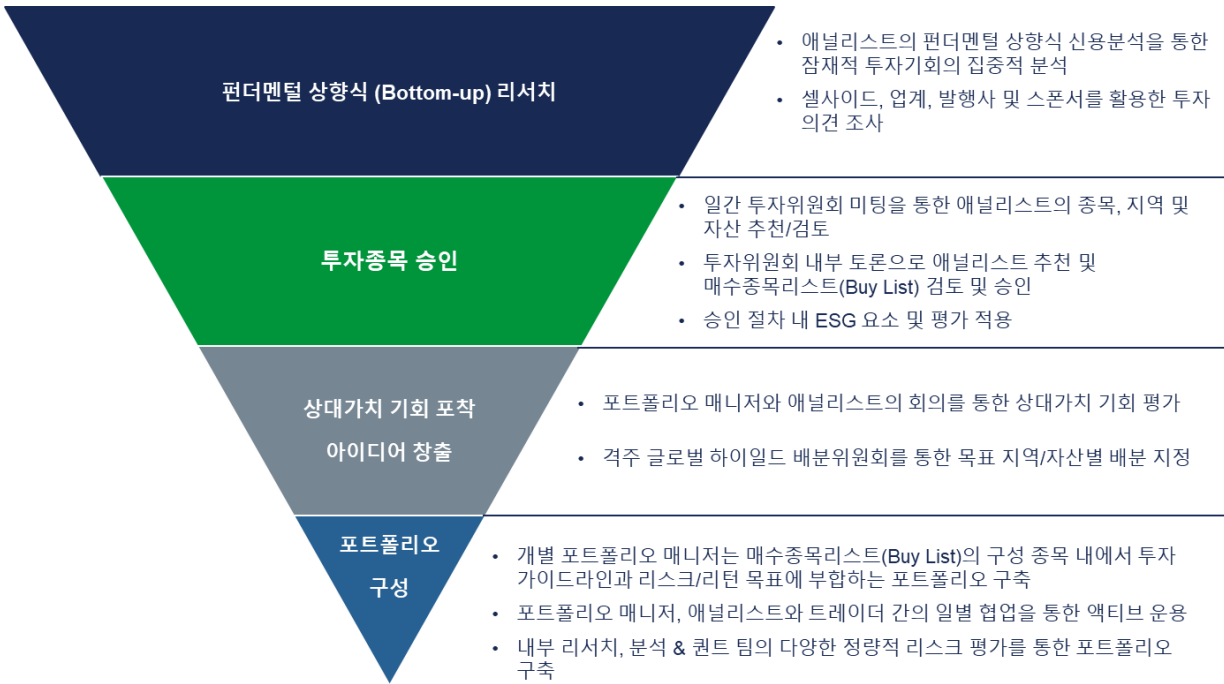 펀더멘털 상향식 (Bottom-up) 리서치
• 애널리스트의 펀더멘털 상향식 신용분석을 통한
잠재적 투자기회의 집중적 분석
• 셀사이드, 업계, 발행사 및 스폰서를 활용한 투자
의견 조사
투자종목 승인
• 일간 투자위원회 미팅을 통한 애널리스트의 종목, 지역 및
자산 추천/검토
• 투자위원회 내부 토론으로 애널리스트 추천 및
매수종목리스트(Buy List) 검토 및 승인
• 승인 절차 내 ESG 요소 및 평가 적용
상대가치 기회 포착
아이디어 창출
• 포트폴리오 매니저와 애널리스트의 회의를 통한 상대가치 기회 평가
• 격주 글로벌 하이일드 배분위원회를 통한 목표 지역/자산별 배분 지정
포트폴리오
구성
• 개별 포트폴리오 매니저는 매수종목리스트(Buy List)의 구성 종목 내에서 투자
가이드라인과 리스크/리턴 목표에 부합하는 포트폴리오 구축
• 포트폴리오 매니저, 애널리스트와 트레이더 간의 일별 협업을 통한 액티브 운용
• 내부 리서치, 분석 & 퀀트 팀의 다양한 정량적 리스크 평가를 통한 포트폴리오
구축